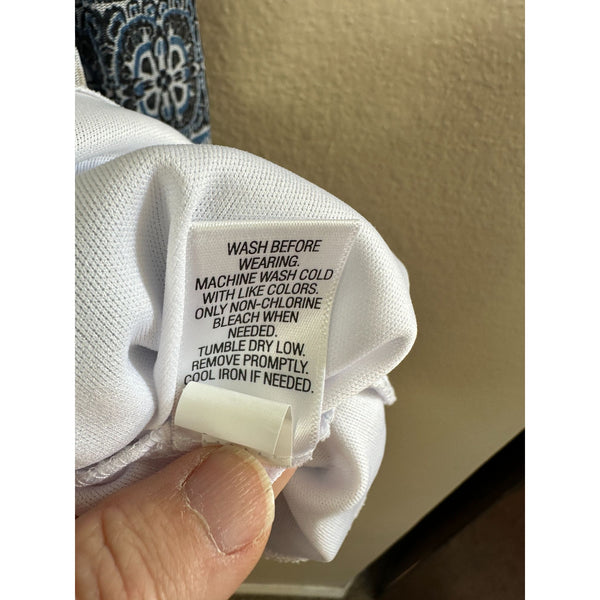 WASH BEFORE
WEARING.
MACHINE WASH COLD
WITH LIKE COLORS.
ONLY NON-CHLORINE
BLEACH WHEN
NEEDED.
TUMBLE DRY LOW.
REMOVE PROMPTLY.
COOL IRON IF NEEDED.